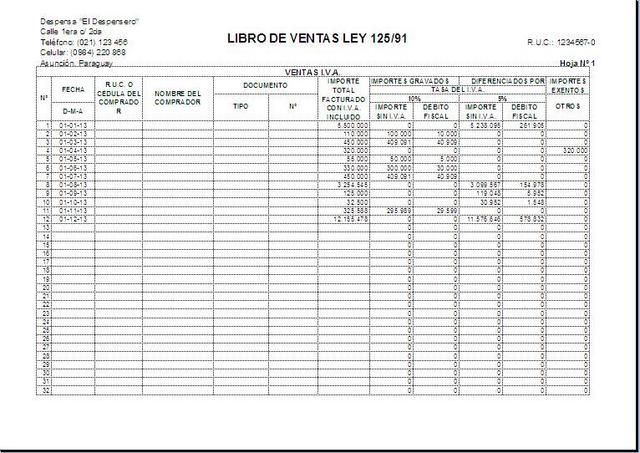 Despensa "El Despensero"
Calle 1era c/ 2da
Teléfono: (021) 123 456
Celular: (0984) 220 858
Asunción, Paraguay
LIBRO DE VENTAS LEY 125/91
R.U.C.: 1234567-0
Hoja Nº 1
VENTAS I.V.A.
Nº
FECHA
D-M-A
R.U.C. O CEDULA DEL COMPRADOR
NOMBRE DEL COMPRADOR
DOCUMENTO
TIPO Nº
IMPORTE TOTAL FACTURADO CON I.V.A. INCLUIDO
IMPORTES GRAVADOS DIFERENCIADOS POR
TASA DEL I.V.A.
10% 5%
IMPORTE SIN I.V.A. DEBITO FISCAL IMPORTE SIN I.V.A. DEBITO FISCAL
IMPORTES EXENTOS
OTROS
1 01-01-13 5.500.000 0 0 5.238.095 261.905 0
2 01-02-13 110.000 100.000 10.000 0 0 0
3 01-03-13 450.000 409.091 40.909 0 0 0
4 01-04-13 320.000 0 0 0 0 320.000
5 01-05-13 55.000 50.000 5.000 0 0 0
6 01-06-13 330.000 300.000 30.000 0 0 0
7 01-07-13 450.000 409.091 40.909 0 0 0
8 01-08-13 3.254.545 0 0 3.099.567 154.978 0
9 01-09-13 125.000 0 0 119.048 5.952 0
10 01-10-13 32.500 0 0 30.952 1.548 0
11 01-11-13 325.588 295.989 29.599 0 0 0
12 01-12-13 12.155.478 0 0 11.576.646 578.832 0
13 0 0 0 0 0
14 0 0 0 0 0
15 0 0 0 0 0
16 0 0 0 0 0
17 0 0 0 0 0
18 0 0 0 0 0
19 0 0 0 0 0
20 0 0 0 0 0
21 0 0 0 0 0
22 0 0 0 0 0
23 0 0 0 0 0
24 0 0 0 0 0
25 0 0 0 0 0
26 0 0 0 0 0
27 0 0 0 0 0
28 0 0 0 0 0
29 0 0 0 0 0
30 0 0 0 0 0
31 0 0 0 0 0
32 0 0 0 0 0